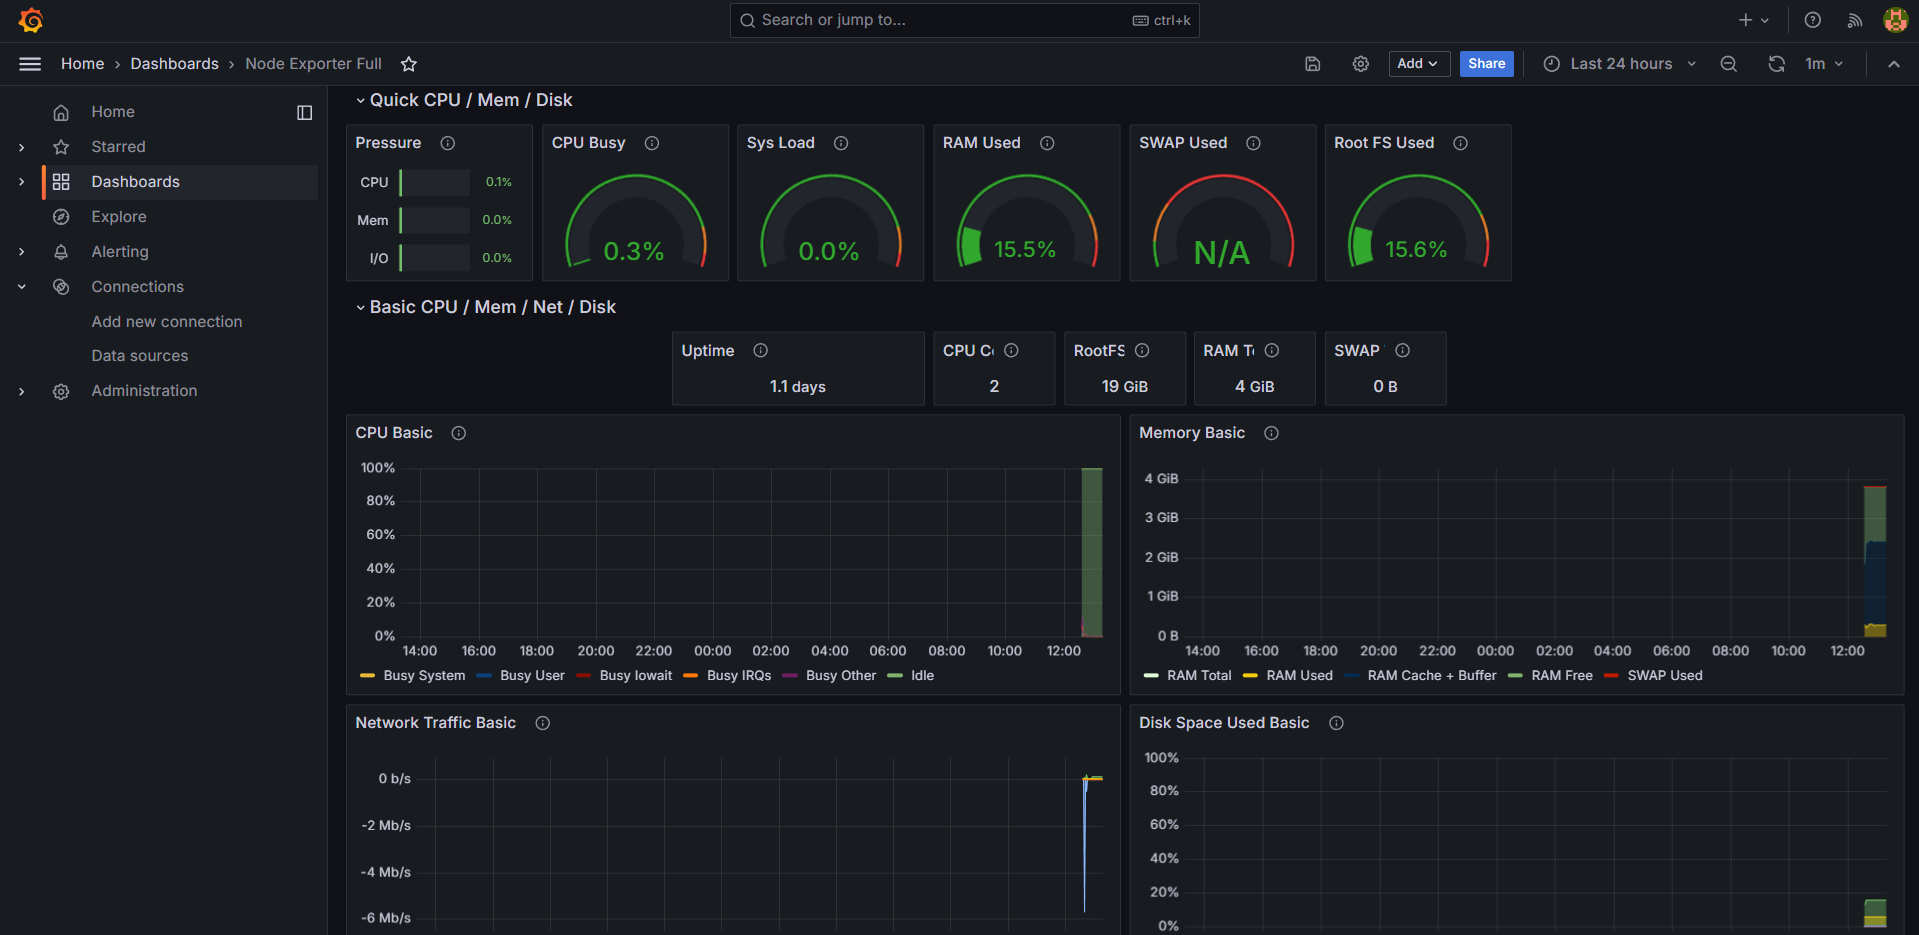 Search or jump to...
ctrl+k
Home › Dashboards › Node Exporter Full
Add
Share
Last 24 hours
1m
Home
Starred
Dashboards
Explore
Alerting
Connections
Add new connection
Data sources
Administration
Quick CPU / Mem / Disk
Pressure
CPU 0.1%
Mem 0.0%
I/O 0.0%
CPU Busy
0.3%
Sys Load
0.0%
RAM Used
15.5%
SWAP Used
N/A
Root FS Used
15.6%
Basic CPU / Mem / Net / Disk
Uptime
1.1 days
CPU Co
2
RootFS
19 GiB
RAM To
4 GiB
SWAP
0 B
CPU Basic
100%
80%
60%
40%
20%
0%
14:00 16:00 18:00 20:00 22:00 00:00 02:00 04:00 06:00 08:00 10:00 12:00
Busy System Busy User Busy Iowait Busy IRQs Busy Other Idle
Memory Basic
4 GiB
3 GiB
2 GiB
1 GiB
0 B
14:00 16:00 18:00 20:00 22:00 00:00 02:00 04:00 06:00 08:00 10:00 12:00
RAM Total RAM Used RAM Cache + Buffer RAM Free SWAP Used
Network Traffic Basic
0 b/s
-2 Mb/s
-4 Mb/s
-6 Mb/s
Disk Space Used Basic
100%
80%
60%
40%
20%
0%